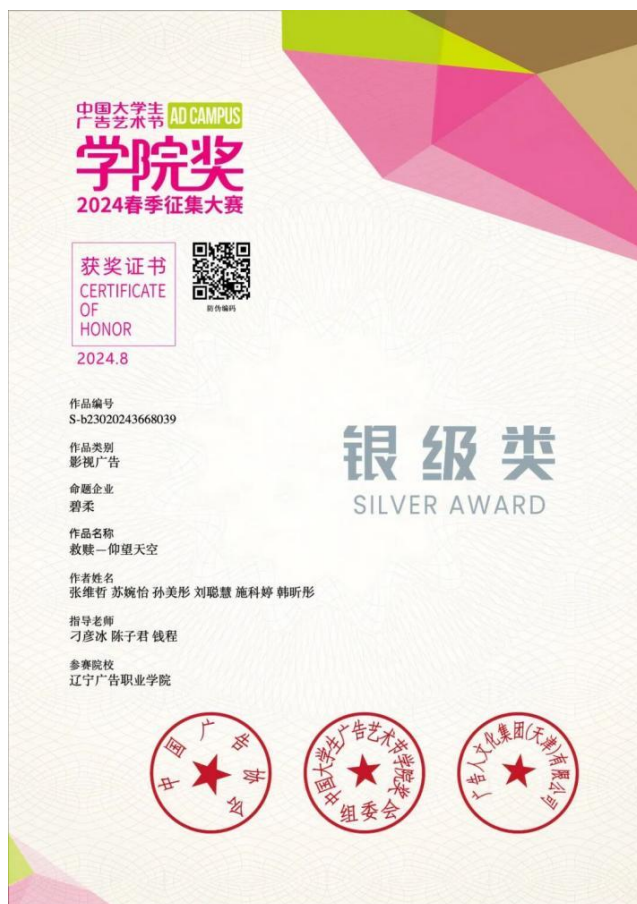 中国大学生
广告艺术节
AD CAMPUS
学院奖
2024春季征集大赛
获奖证书
CERTIFICATE
OF
HONOR
防伪编码
2024.8
作品编号
S-b23020243668039
作品类别
影视广告
命题企业
碧柔
作品名称
救赎—仰望天空
作者姓名
张维哲 苏婉怡 孙美彤 刘聪慧 施科婷 韩昕彤
指导老师
刁彦冰 陈子君 钱程
参赛院校
辽宁广告职业学院
银级类
SILVER AWARD
中国广告协会
中国大学生广告艺术节学院奖
组委会
广告人文化集团(天津)有限公司